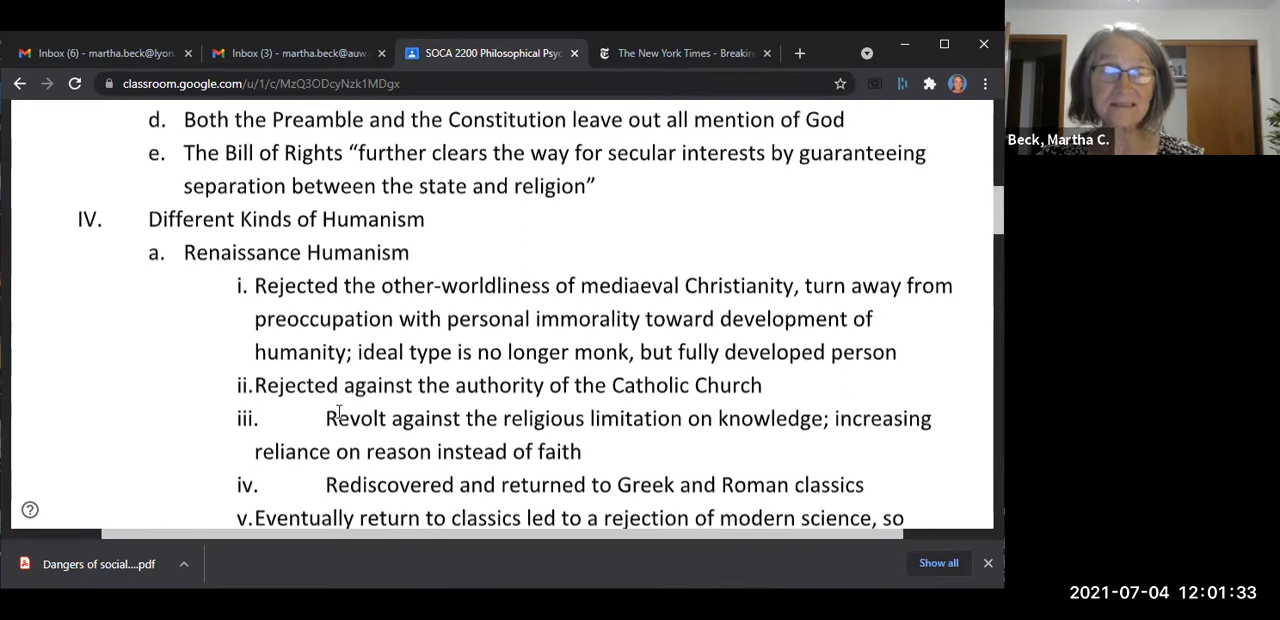 Inbox (6) - martha.beck@lyon.
Inbox (3) - martha.beck@auw.
SOCA 2200 Philosophical Psyc
The New York Times - Breakin
classroom.google.com/u/1/c/MzQ3ODcyNzk1MDgx
Beck, Martha C.
d. Both the Preamble and the Constitution leave out all mention of God
e. The Bill of Rights “further clears the way for secular interests by guaranteeing
separation between the state and religion”
IV. Different Kinds of Humanism
a. Renaissance Humanism
i. Rejected the other-worldliness of mediaeval Christianity, turn away from
preoccupation with personal immorality toward development of
humanity; ideal type is no longer monk, but fully developed person
ii. Rejected against the authority of the Catholic Church
iii. Revolt against the religious limitation on knowledge; increasing
reliance on reason instead of faith
iv. Rediscovered and returned to Greek and Roman classics
v. Eventually return to classics led to a rejection of modern science, so
Dangers of social....pdf
Show all
2021-07-04 12:01:33